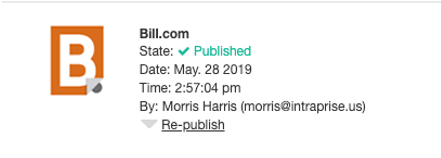 B
Bill.com
State: ✔ Published
Date: May. 28 2019
Time: 2:57:04 pm
By: Morris Harris (morris@intraprise.us)
Re-publish